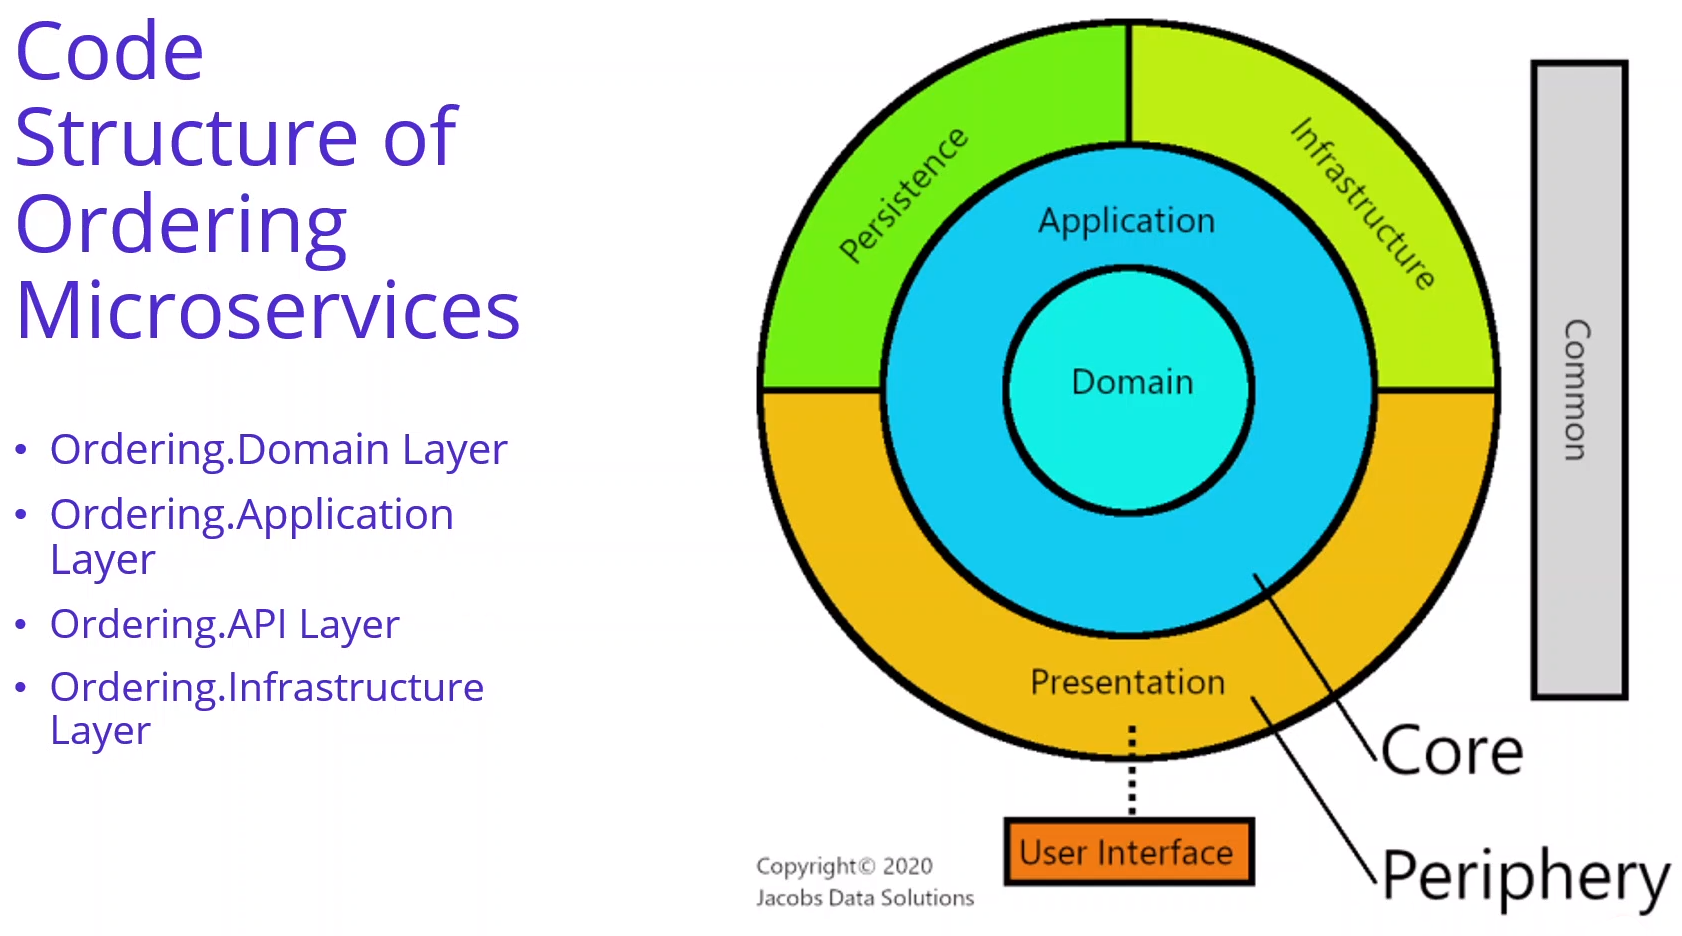 Code
Structure of
Ordering
Microservices
• Ordering.Domain Layer
• Ordering.Application
Layer
• Ordering.API Layer
• Ordering.Infrastructure
Layer
Persistence
Infrastructure
Application
Domain
Presentation
Common
Core
Periphery
User Interface
Copyright© 2020
Jacobs Data Solutions